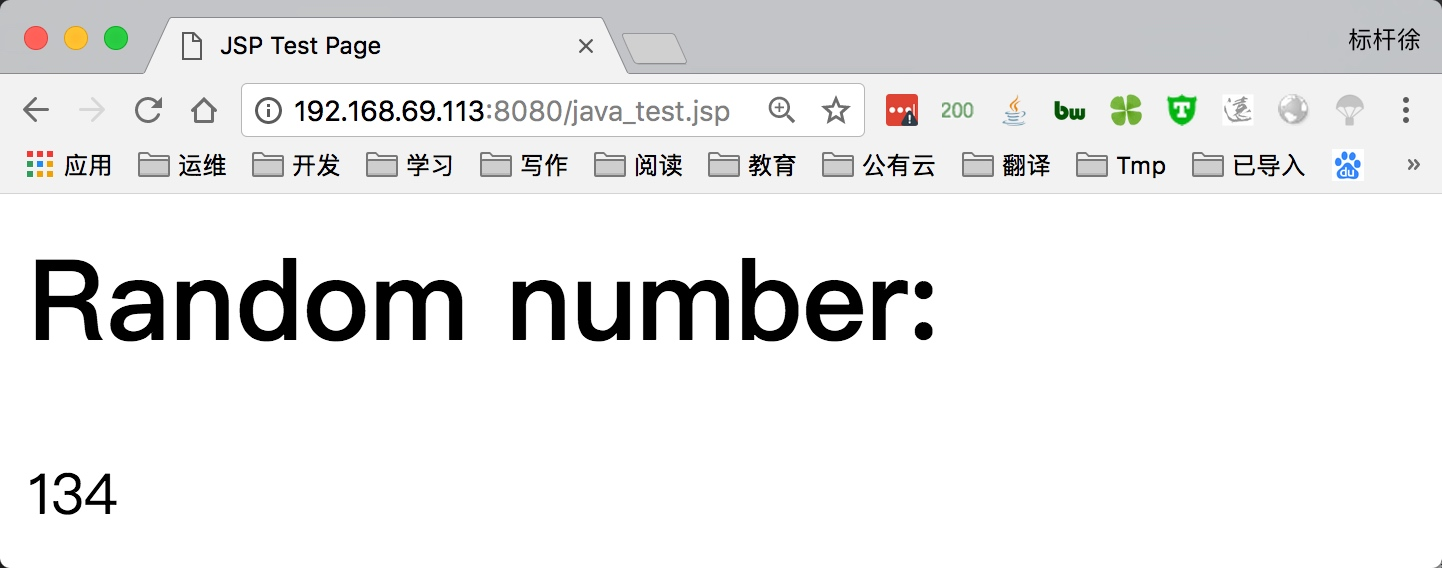 JSP Test Page
标杆徐
192.168.69.113:8080/java_test.jsp
200
bw
T
应用 运维 开发 学习 写作 阅读 教育 公有云 翻译 Tmp 已导入 du »
Random number:
134